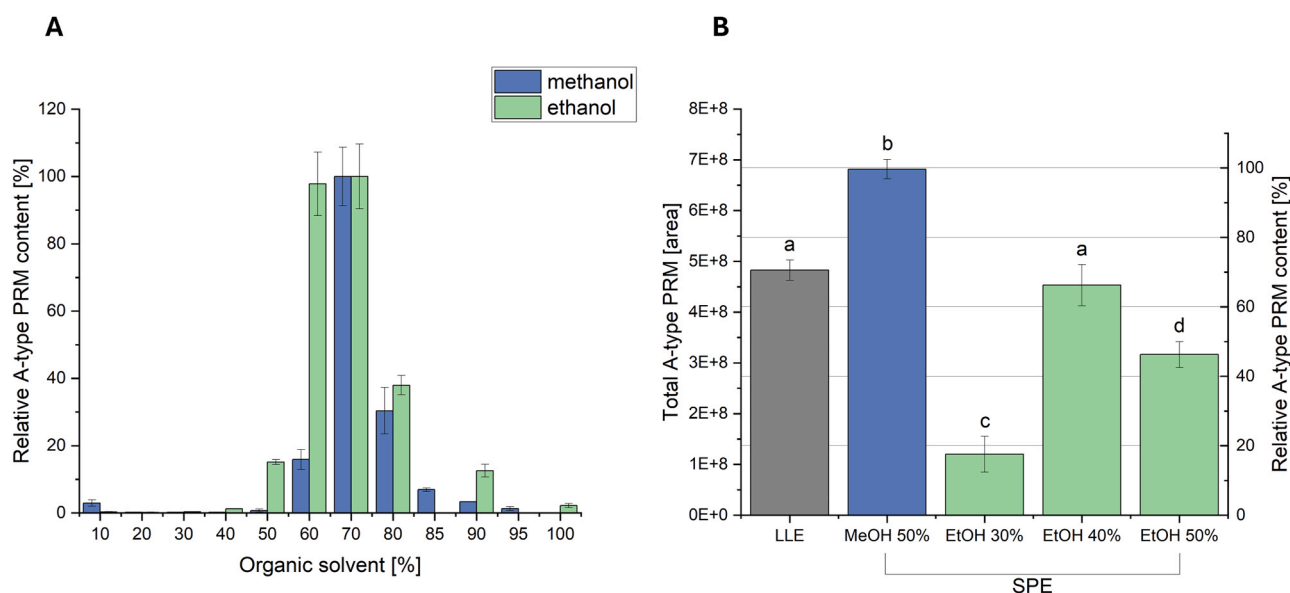 A
methanol
ethanol
Relative A-type PRM content [%]
120
100
80
60
40
20
0
10 20 30 40 50 60 70 80 85 90 95 100
Organic solvent [%]
B
Total A-type PRM [area]
8E+8
7E+8
6E+8
5E+8
4E+8
3E+8
2E+8
1E+8
0E+0
a
b
c
a
d
100
80
60
40
20
0
Relative A-type PRM content [%]
LLE MeOH 50% EtOH 30% EtOH 40% EtOH 50%
SPE